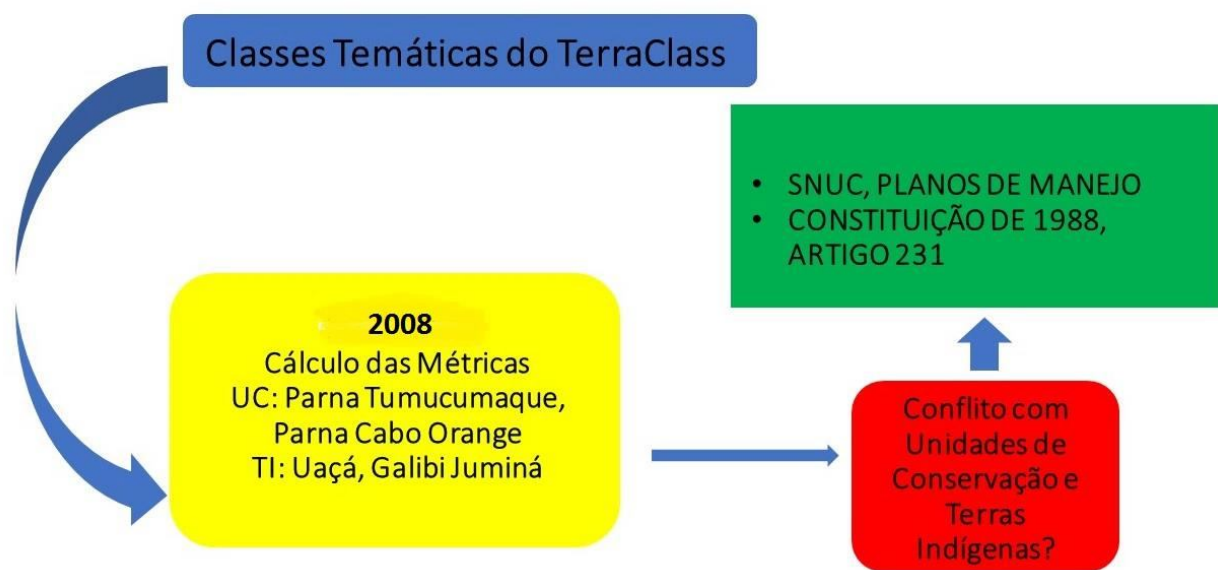 Classes Temáticas do TerraClass
2008
Cálculo das Métricas
UC: Parna Tumucumaque,
Parna Cabo Orange
TI: Uaçá, Galibi Juminá
Conflito com
Unidades de
Conservação e
Terras
Indígenas?
• SNUC, PLANOS DE MANEJO
• CONSTITUIÇÃO DE 1988,
ARTIGO 231